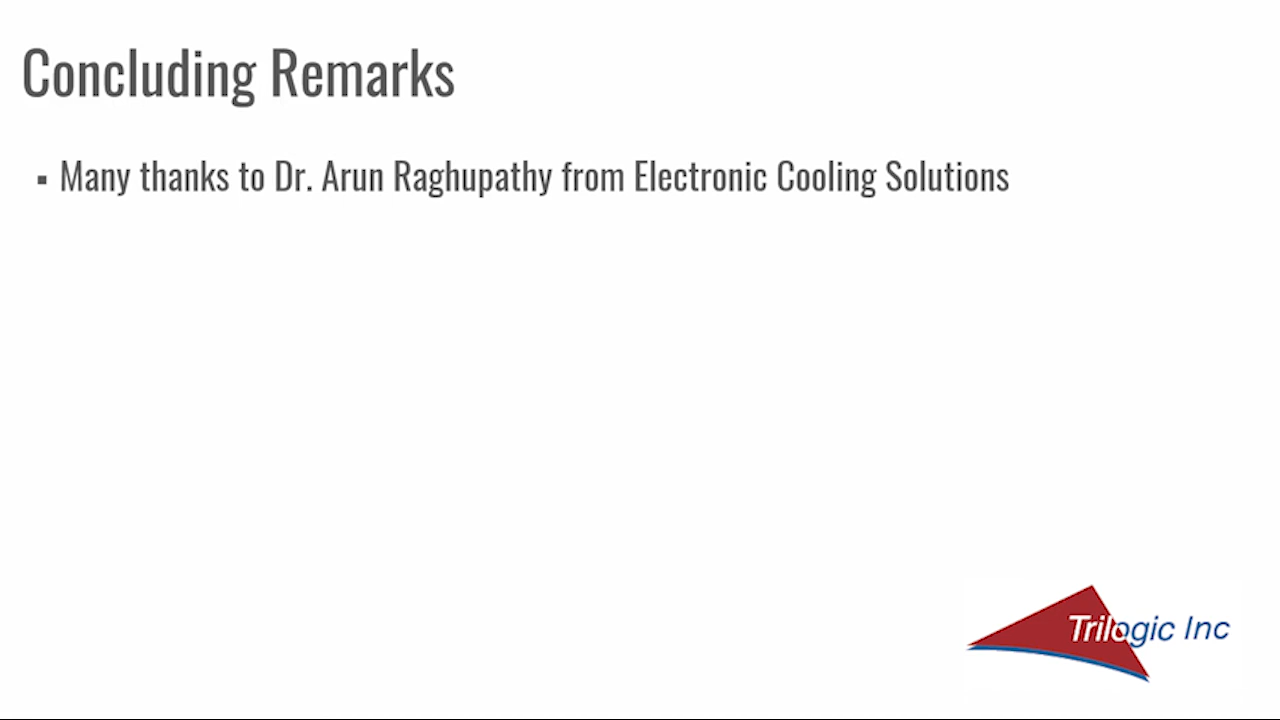 Concluding Remarks
▪ Many thanks to Dr. Arun Raghupathy from Electronic Cooling Solutions
Trilogic Inc